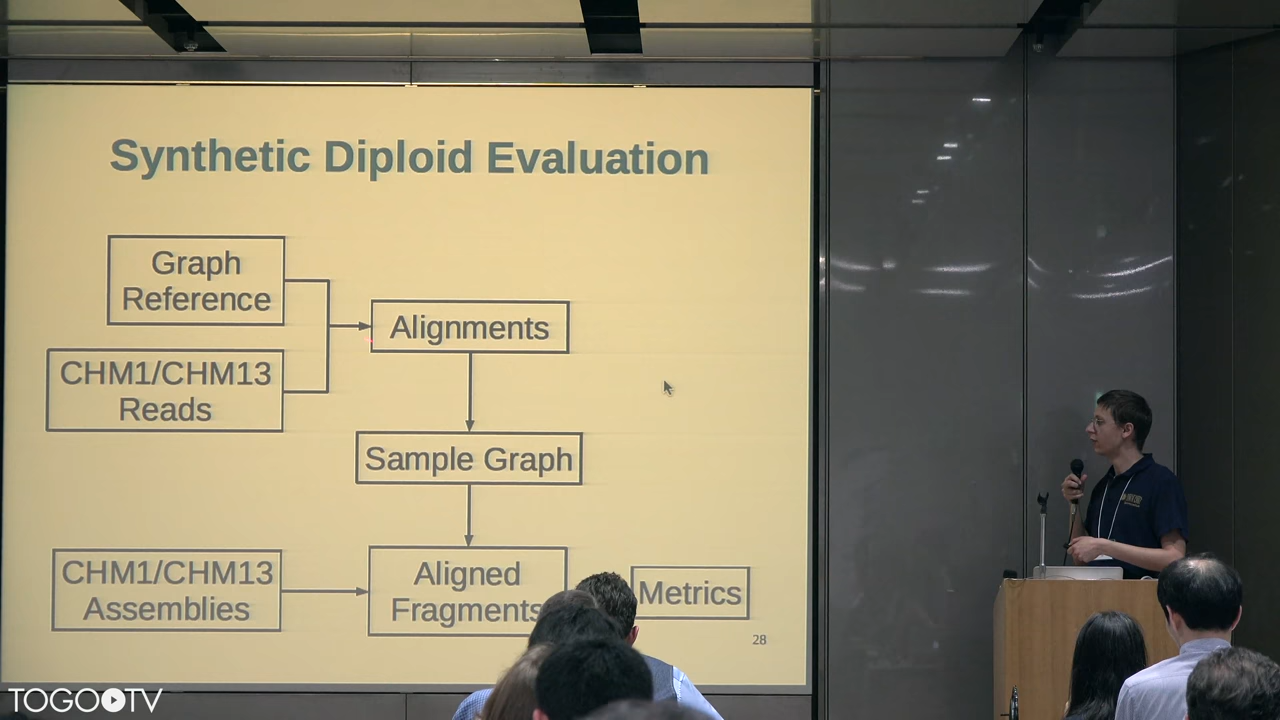 Synthetic Diploid Evaluation
Graph
Reference
CHM1/CHM13
Reads
Alignments
Sample Graph
CHM1/CHM13
Assemblies
Aligned
Fragments
Metrics
28
TOGOTV